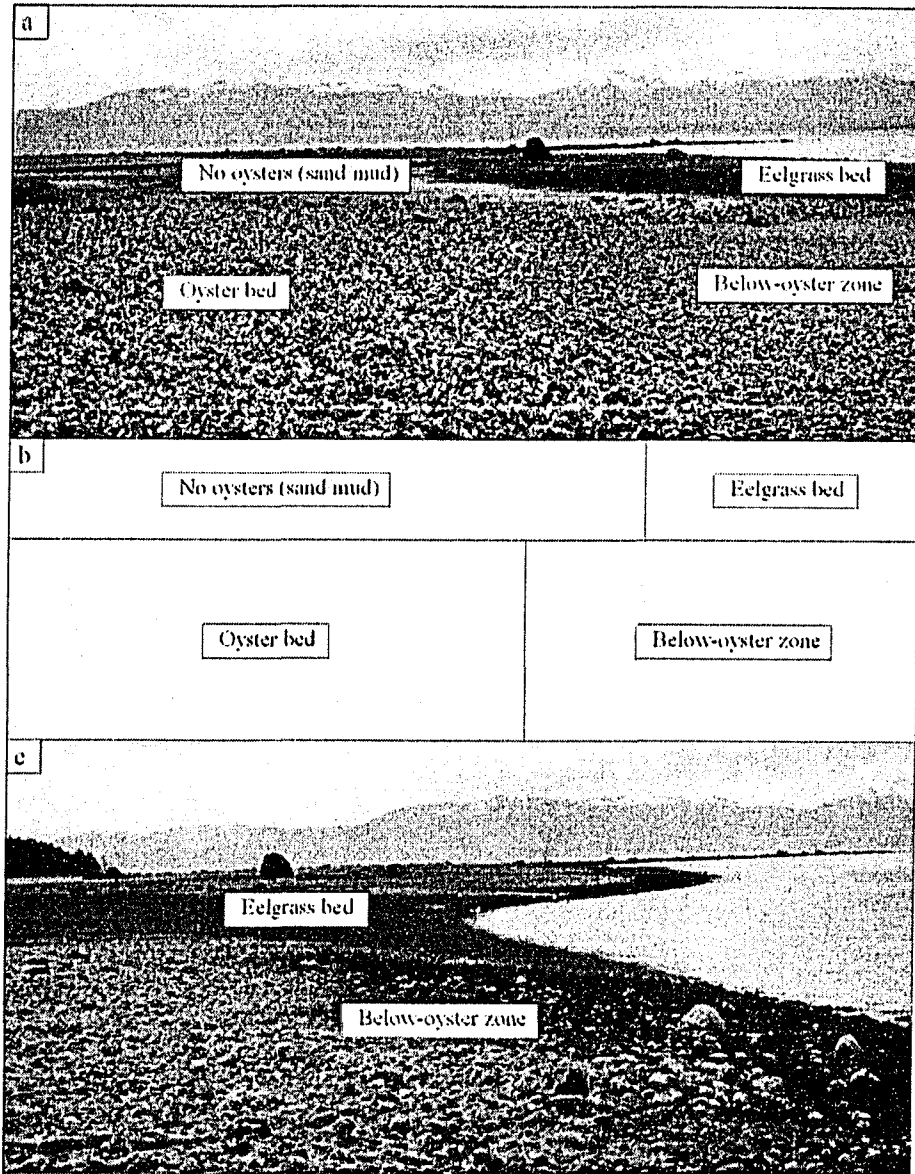 a
No oysters (sand mud)
Eelgrass bed
Oyster bed
Below-oyster zone
b
No oysters (sand mud)
Eelgrass bed
Oyster bed
Below-oyster zone
c
Eelgrass bed
Below-oyster zone